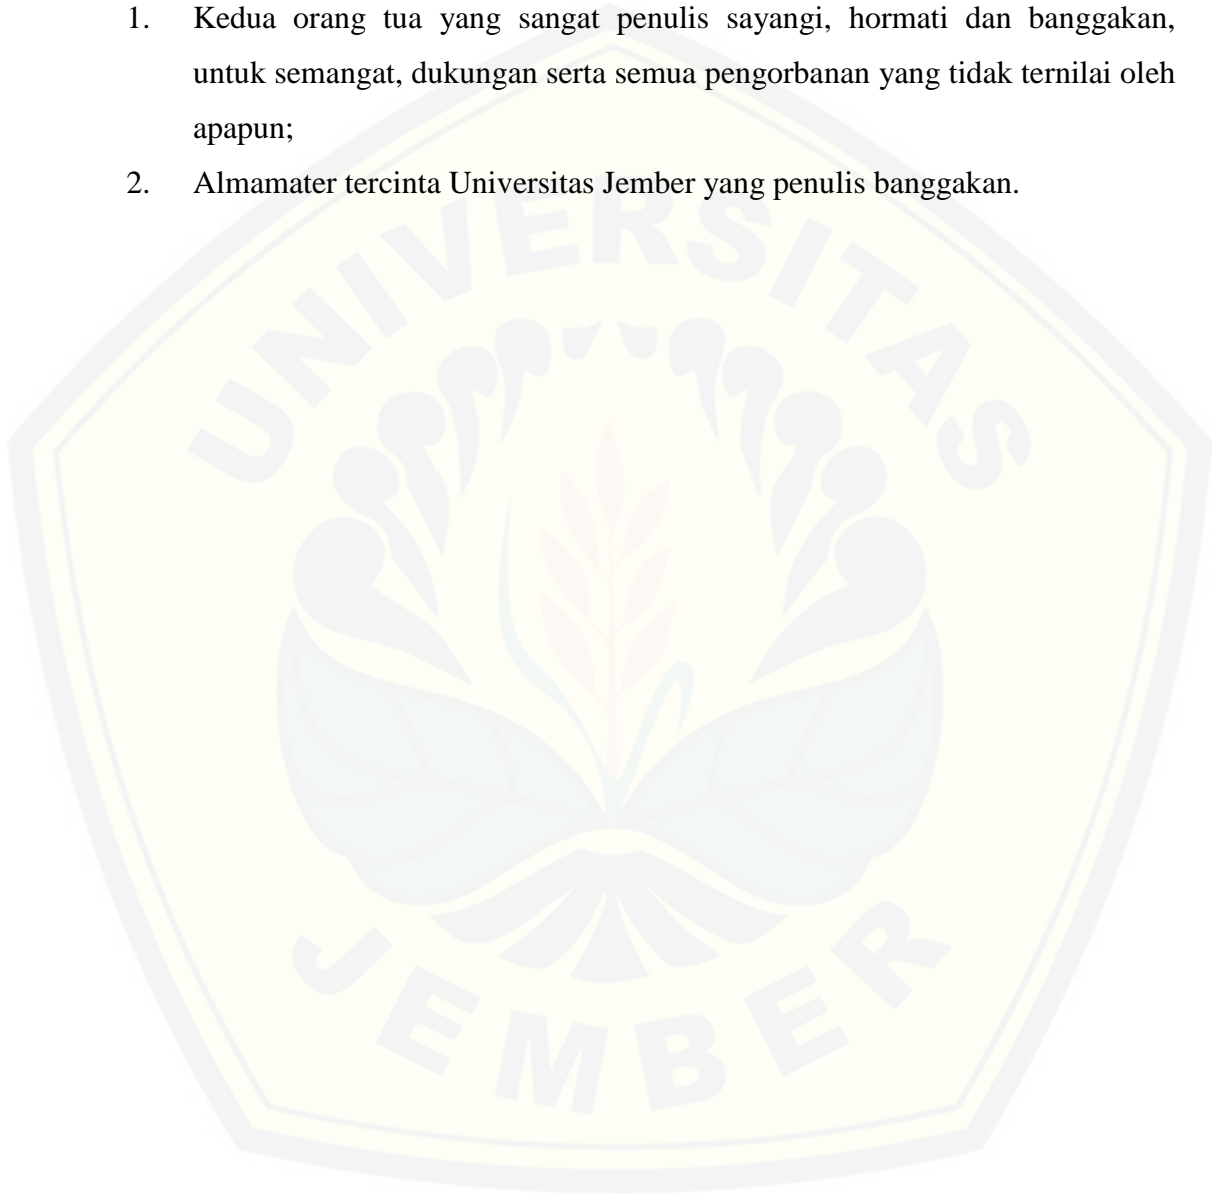 1. Kedua orang tua yang sangat penulis sayangi, hormati dan banggakan,
untuk semangat, dukungan serta semua pengorbanan yang tidak ternilai oleh
apapun;
2. Almamater tercinta Universitas Jember yang penulis banggakan.
UNIVERSITAS
JEMBER